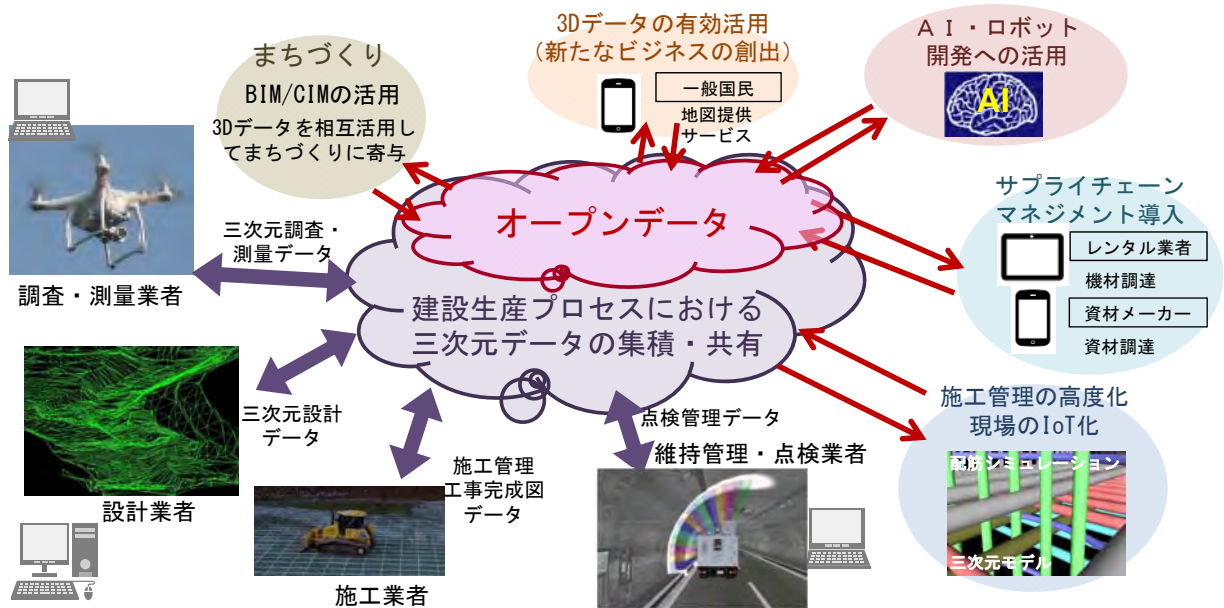 まちづくり
BIM/CIMの活用
3Dデータを相互活用し
てまちづくりに寄与
3Dデータの有効活用
(新たなビジネスの創出)
一般国民
地図提供
サービス
ＡＩ・ロボット
開発への活用
AI
サプライチェーン
マネジメント導入
レンタル業者
機材調達
資材メーカー
資材調達
オープンデータ
建設生産プロセスにおける
三次元データの集積・共有
三次元調査・
測量データ
調査・測量業者
三次元設計
データ
設計業者
施工管理
工事完成図
データ
施工業者
点検管理データ
維持管理・点検業者
施工管理の高度化
現場のIoT化
配筋シミュレーション
三次元モデル